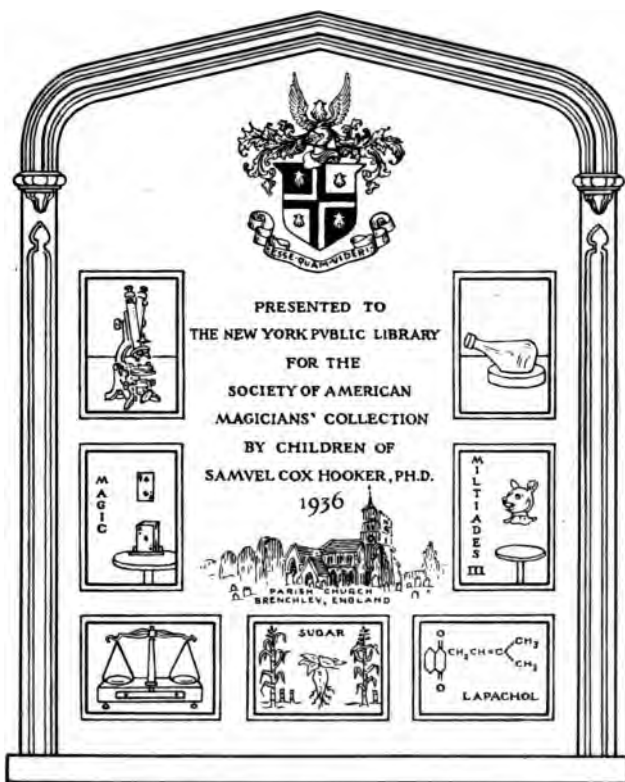 ESSE·QUAM·VIDERI
PRESENTED TO
THE NEW YORK PVBLIC LIBRARY
FOR THE
SOCIETY OF AMERICAN
MAGICIANS' COLLECTION
BY CHILDREN OF
SAMVEL COX HOOKER, PH.D.
1936
MAGIC
MILTIADES
III
PARISH CHURCH
BRENCHLEY, ENGLAND
SUGAR
O
CH₂CH=C
CH₃
CH₃
O
LAPACHOL